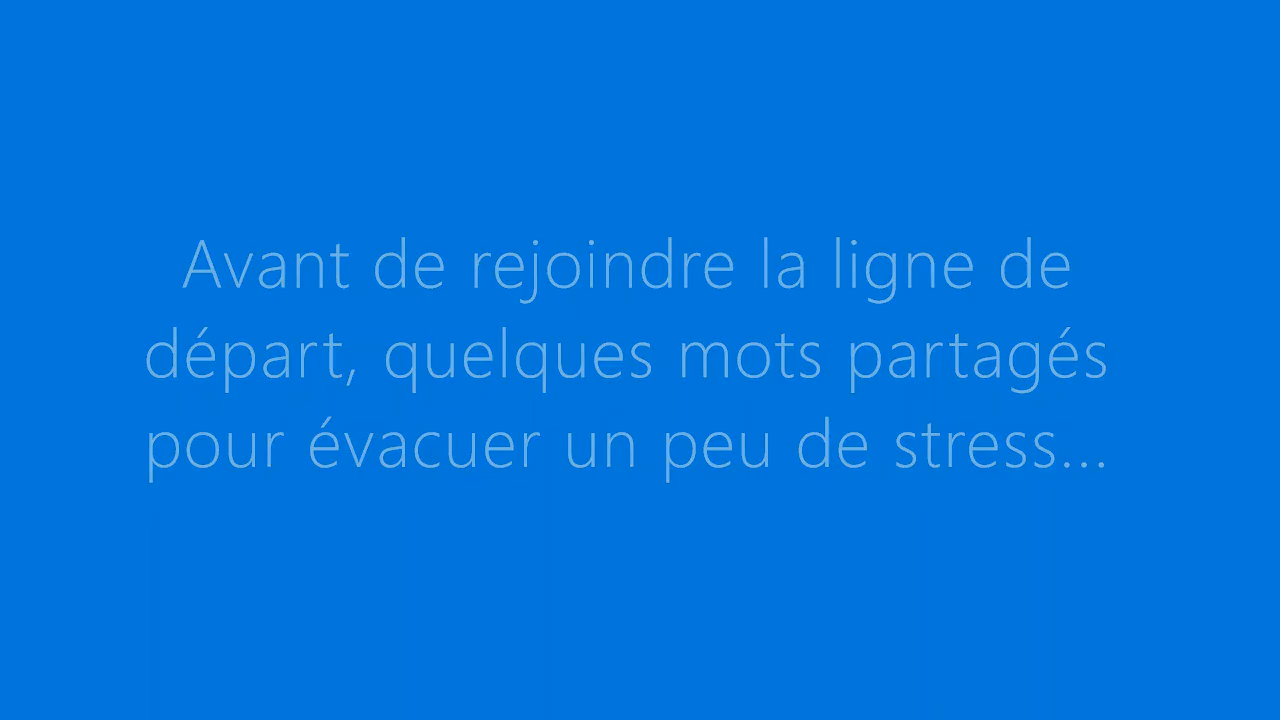 Avant de rejoindre la ligne de
départ, quelques mots partagés
pour évacuer un peu de stress...